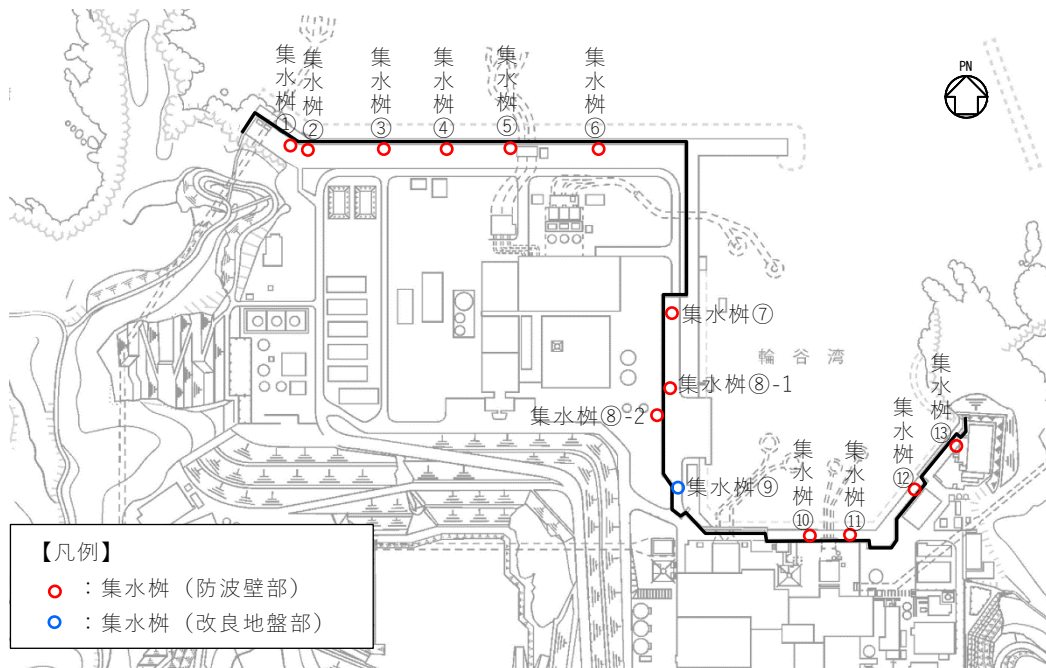 集水桝①
集水桝②
集水桝③
集水桝④
集水桝⑤
集水桝⑥
PN
集水桝⑦
輪谷湾
集水桝⑧-1
集水桝⑧-2
集水桝⑨
集水桝⑩
集水桝⑪
集水桝⑫
集水桝⑬
【凡例】
：集水桝（防波壁部）
：集水桝（改良地盤部）